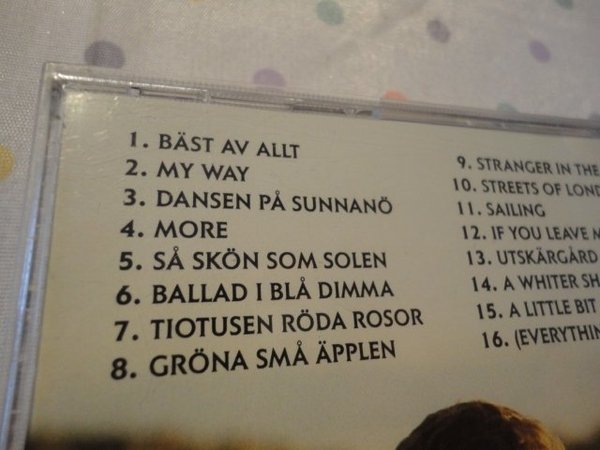 1. BÄST AV ALLT
2. MY WAY
3. DANSEN PÅ SUNNANÖ
4. MORE
5. SÅ SKÖN SOM SOLEN
6. BALLAD I BLÅ DIMMA
7. TIOTUSEN RÖDA ROSOR
8. GRÖNA SMÅ ÄPPLEN
9. STRANGER IN THE
10. STREETS OF LOND
11. SAILING
12. IF YOU LEAVE M
13. UTSKÄRGÅRD
14. A WHITER SH
15. A LITTLE BIT
16. (EVERYTHIN